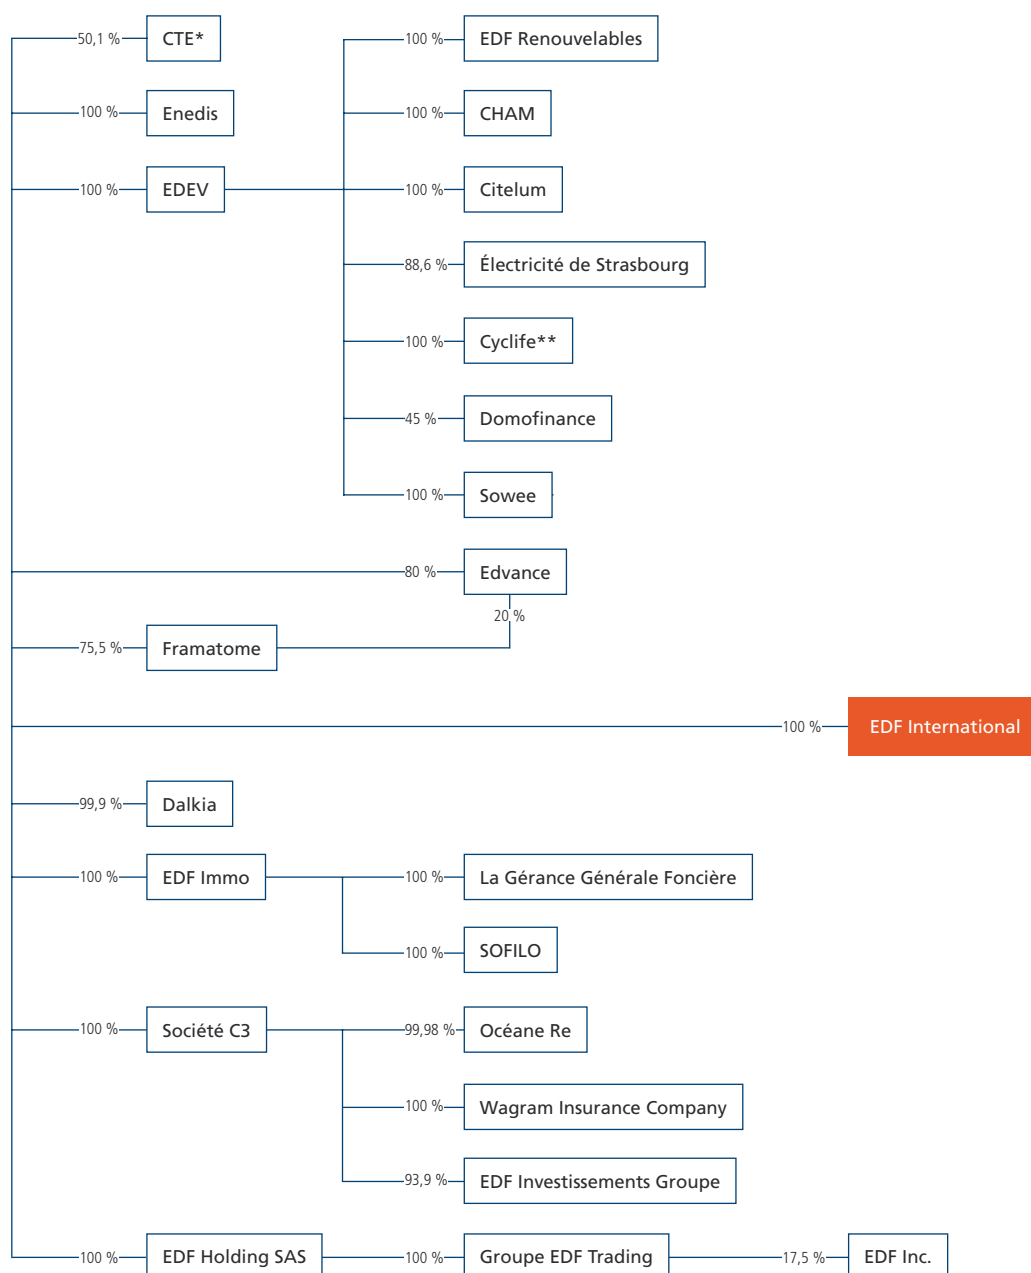 50,1 % CTE* 100 % EDF Renouvelables
100 % Enedis 100 % CHAM
100 % EDEV 100 % Citelum
88,6 % Électricité de Strasbourg
100 % Cyclife**
45 % Domofinance
100 % Sowee
80 % Edvance
20 %
75,5 % Framatome
100 % EDF International
99,9 % Dalkia
100 % EDF Immo 100 % La Gérance Générale Foncière
100 % SOFILO
100 % Société C3 99,98 % Océane Re
100 % Wagram Insurance Company
93,9 % EDF Investissements Groupe
100 % EDF Holding SAS 100 % Groupe EDF Trading 17,5 % EDF Inc.